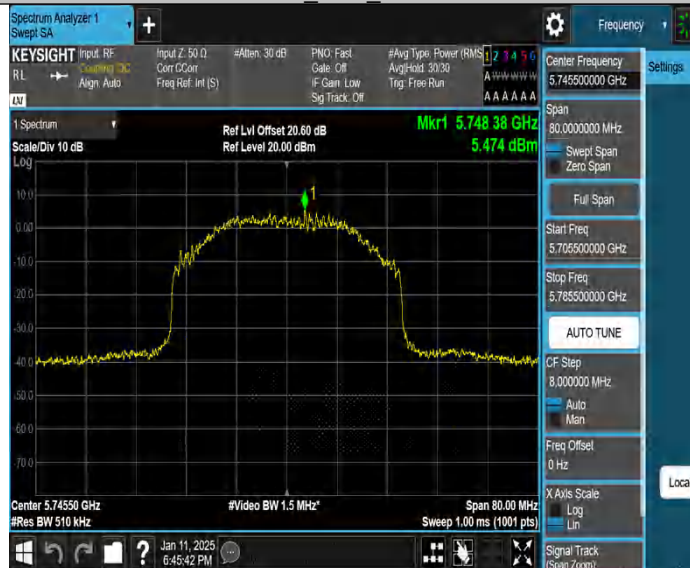 Spectrum Analyzer 1
Swept SA
+
Frequency
KEYSIGHT
RL
Input: RF
Coupling: DC
Align: Auto
Input Z: 50 Ω
Corr CCorr
Freq Ref: Int (S)
#Atten: 30 dB
PNO: Fast
Gate: Off
IF Gain: Low
Sig Track: Off
#Avg Type: Power (RMS
Avg|Hold: 30/30
Trig: Free Run
1 2 3 4 5 6
A W W W W W
A A A A A A
LXI
1 Spectrum
Scale/Div 10 dB
Ref Lvl Offset 20.60 dB
Ref Level 20.00 dBm
Mkr1 5.748 38 GHz
5.474 dBm
Log
10.0
0.00
-10.0
-20.0
-30.0
-40.0
-50.0
-60.0
-70.0
1
Center 5.74550 GHz
#Res BW 510 kHz
#Video BW 1.5 MHz*
Span 80.00 MHz
Sweep 1.00 ms (1001 pts)
?
Jan 11, 2025
6:45:42 PM
Center Frequency
5.745500000 GHz
Settings
Span
80.0000000 MHz
Swept Span
Zero Span
Full Span
Start Freq
5.705500000 GHz
Stop Freq
5.785500000 GHz
AUTO TUNE
CF Step
8.000000 MHz
Auto
Man
Freq Offset
0 Hz
X Axis Scale
Log
Lin
Local
Signal Track
(Span Zoom)